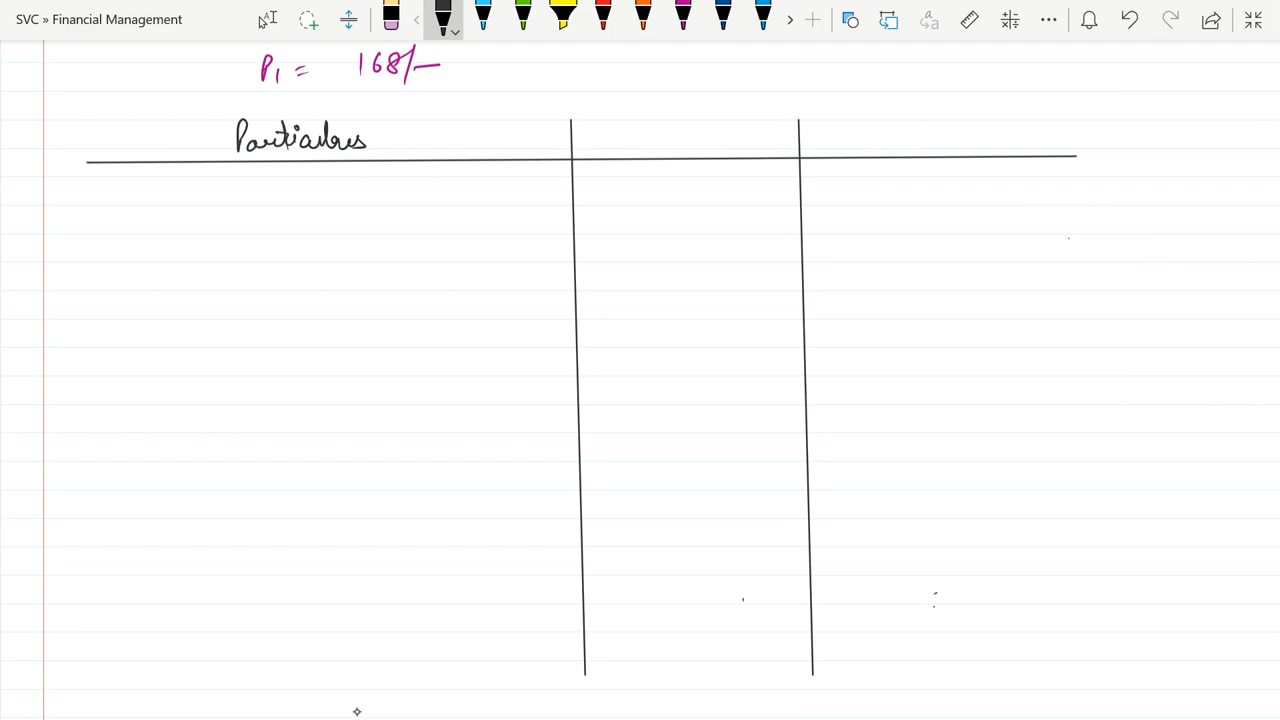 SVC » Financial Management
P1 = 168/-
Particulars